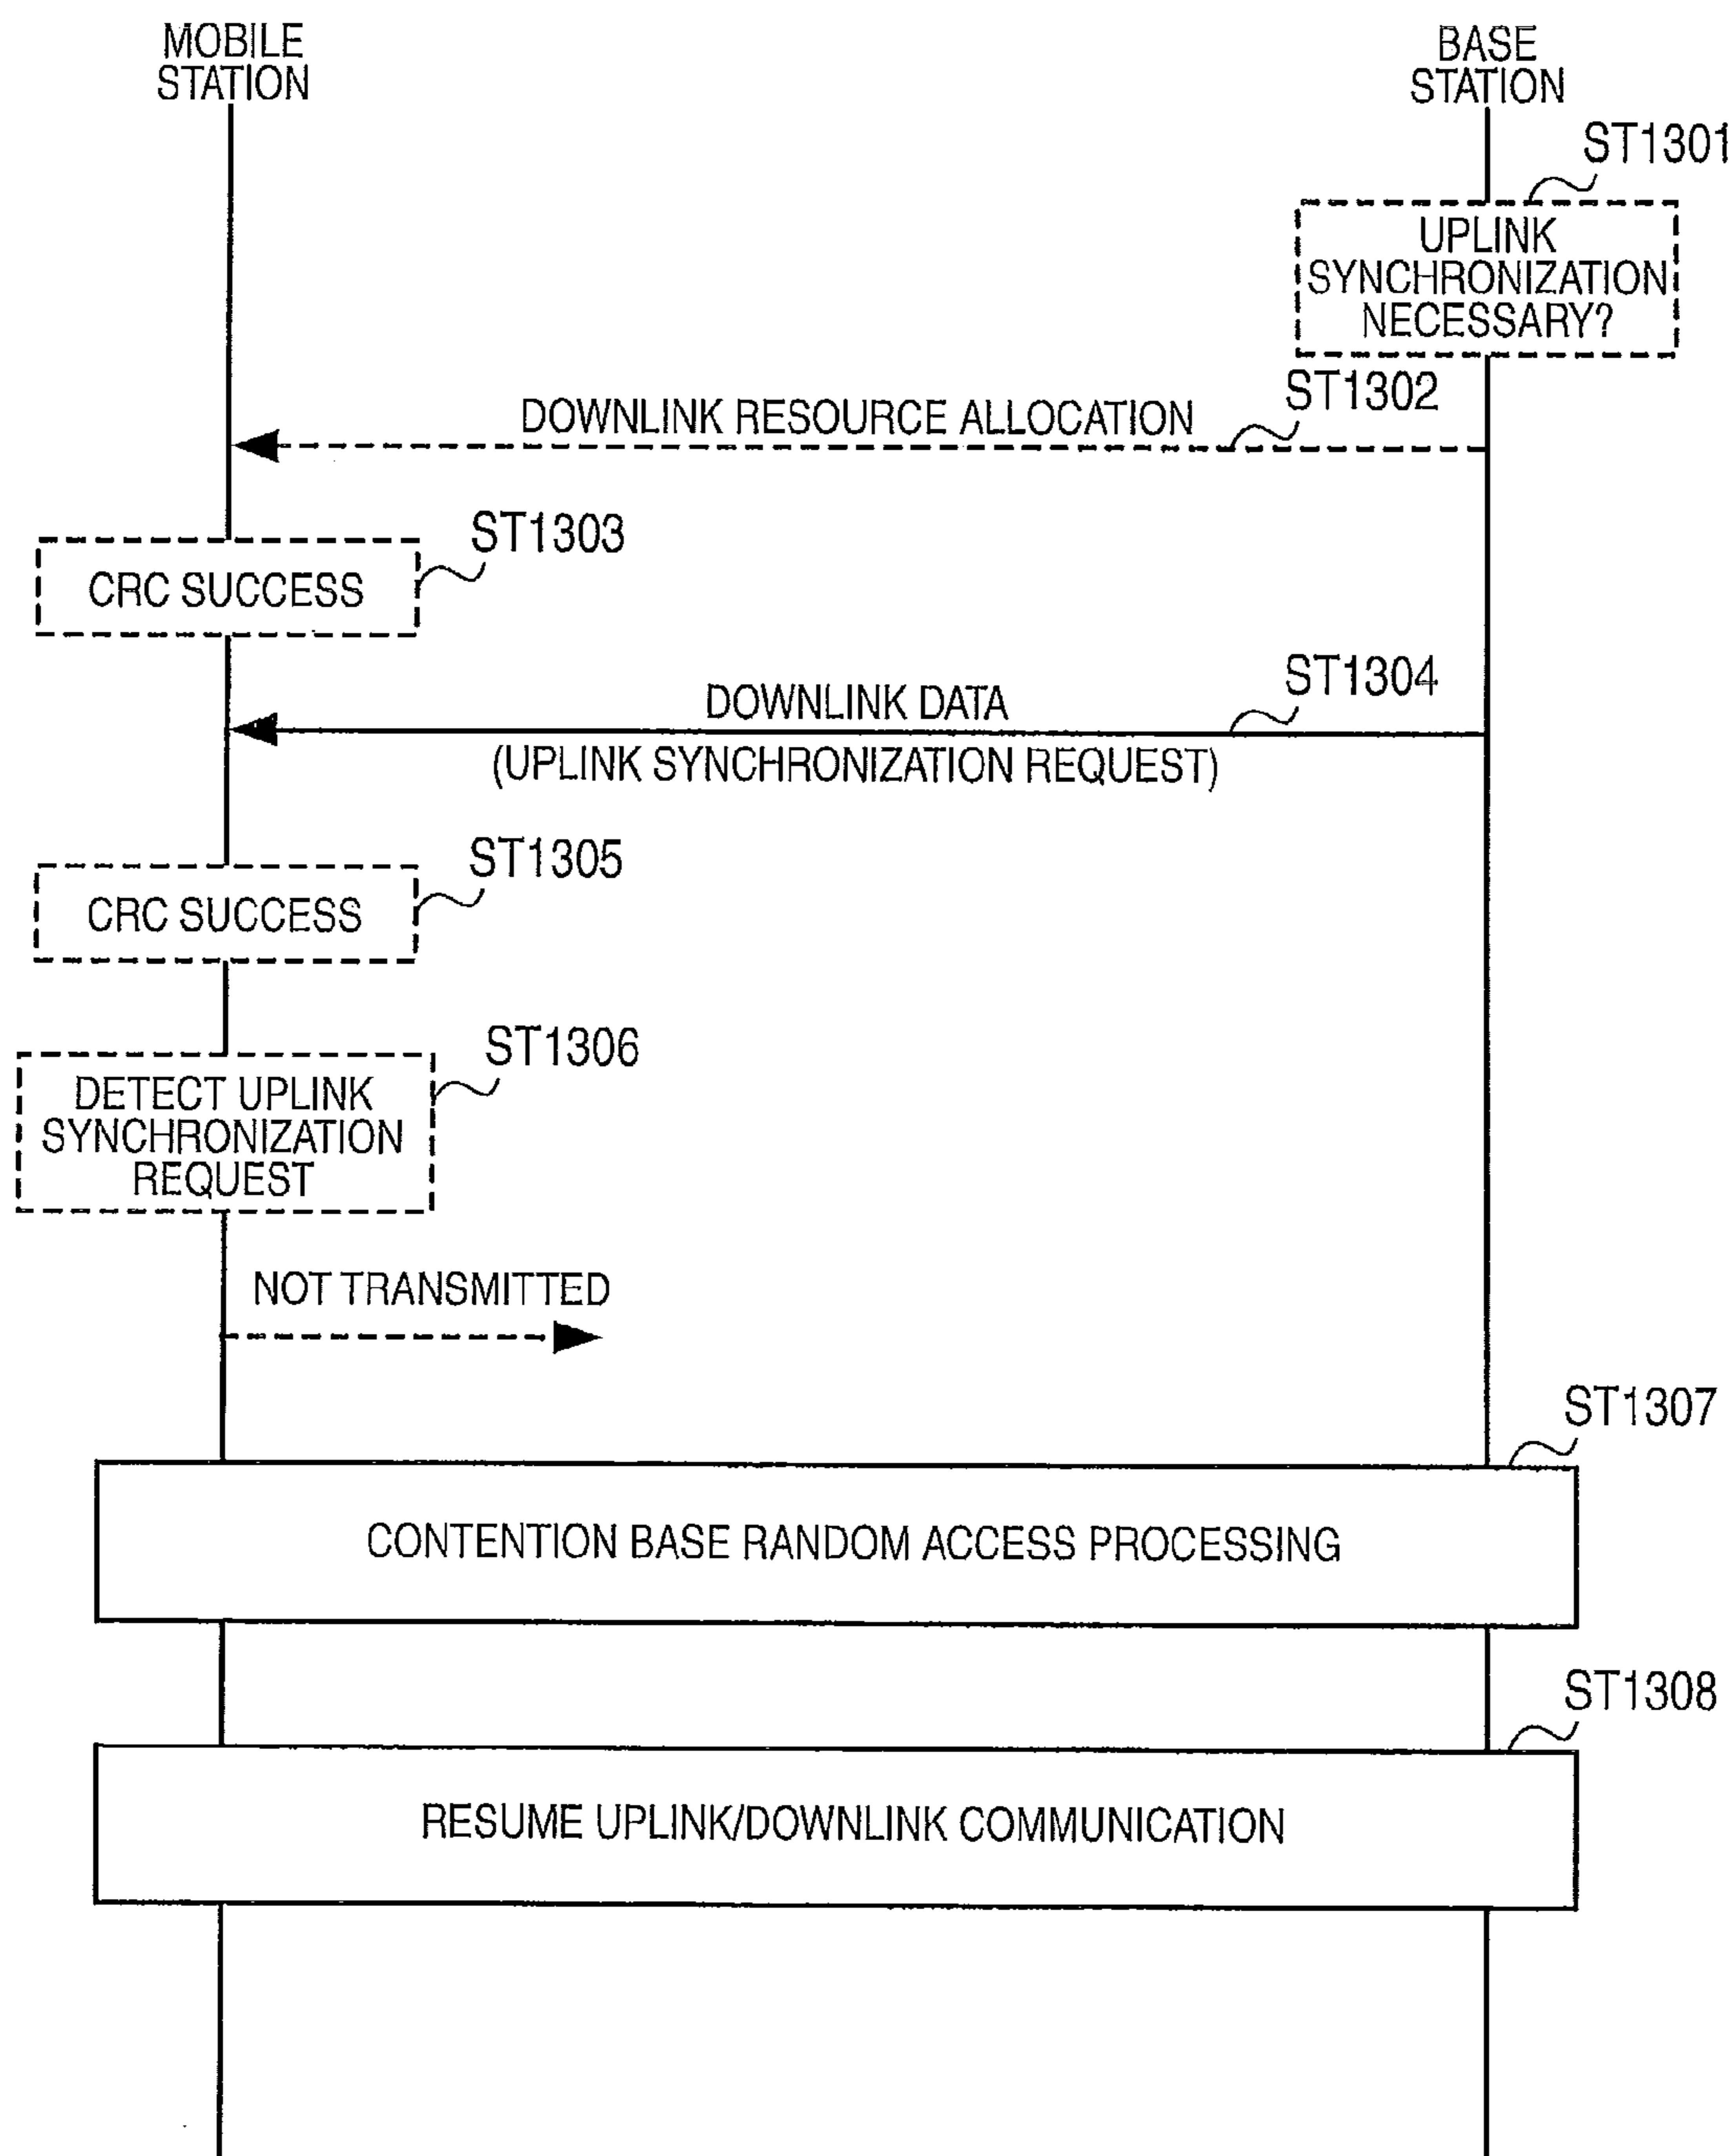 MOBILE
STATION
BASE
STATION
ST1301
UPLINK
SYNCHRONIZATION
NECESSARY?
ST1302
DOWNLINK RESOURCE ALLOCATION
ST1303
CRC SUCCESS
ST1304
DOWNLINK DATA
(UPLINK SYNCHRONIZATION REQUEST)
ST1305
CRC SUCCESS
ST1306
DETECT UPLINK
SYNCHRONIZATION
REQUEST
NOT TRANSMITTED
ST1307
CONTENTION BASE RANDOM ACCESS PROCESSING
ST1308
RESUME UPLINK/DOWNLINK COMMUNICATION